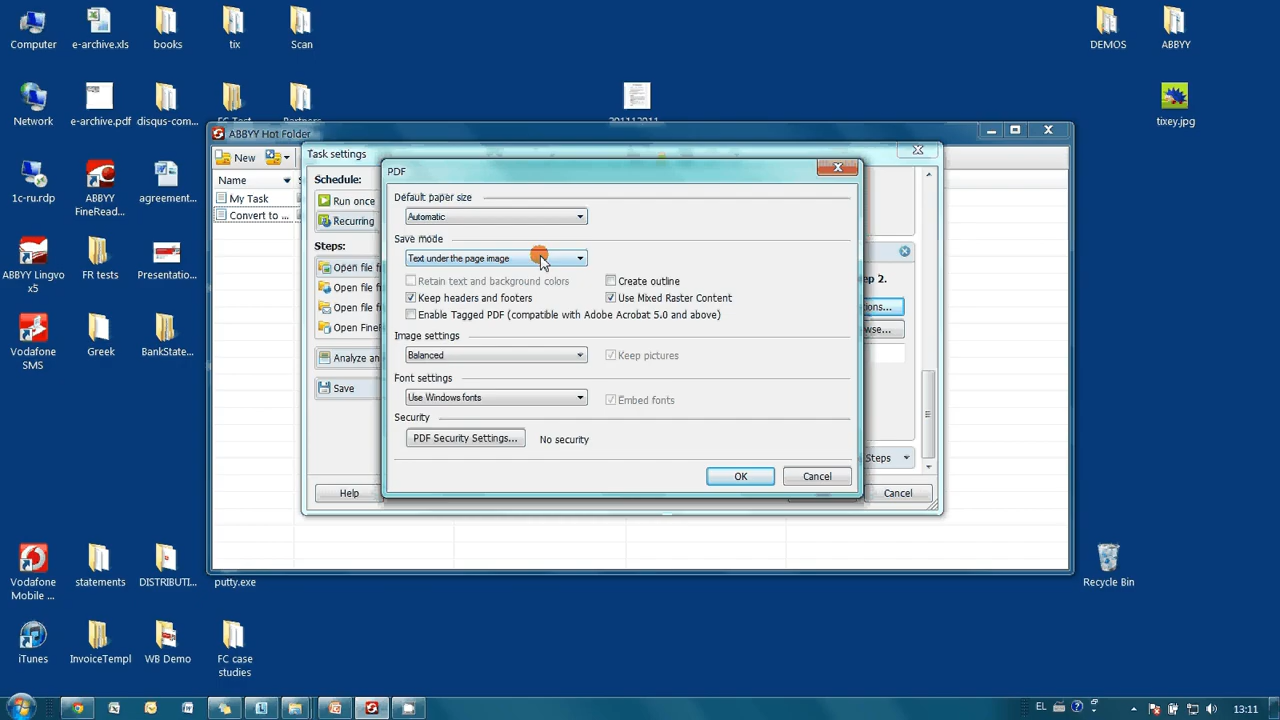 Computer
e-archive.xls
books
tix
Scan
DEMOS
ABBYY
Network
e-archive.pdf
disqus-com...
tixey.jpg
1c-ru.rdp
ABBYY
FineRead...
agreement...
ABBYY Lingvo
x5
FR tests
Presentatio...
Vodafone
SMS
Greek
BankState...
Vodafone
Mobile ...
statements
DISTRIBUTI...
putty.exe
Recycle Bin
iTunes
InvoiceTempl
WB Demo
FC case
studies
ABBYY Hot Folder
New
Name
My Task
Convert to ...
Task settings
Schedule:
Run once
Recurring
Steps:
Open file f
Open file f
Open file f
Open FineF
Analyze an
Save
Help
ep 2.
ons...
wse...
Steps
Cancel
PDF
Default paper size
Automatic
Save mode
Text under the page image
Retain text and background colors
Create outline
Keep headers and footers
Use Mixed Raster Content
Enable Tagged PDF (compatible with Adobe Acrobat 5.0 and above)
Image settings
Balanced
Keep pictures
Font settings
Use Windows fonts
Embed fonts
Security
PDF Security Settings...
No security
OK
Cancel
EL
13:11